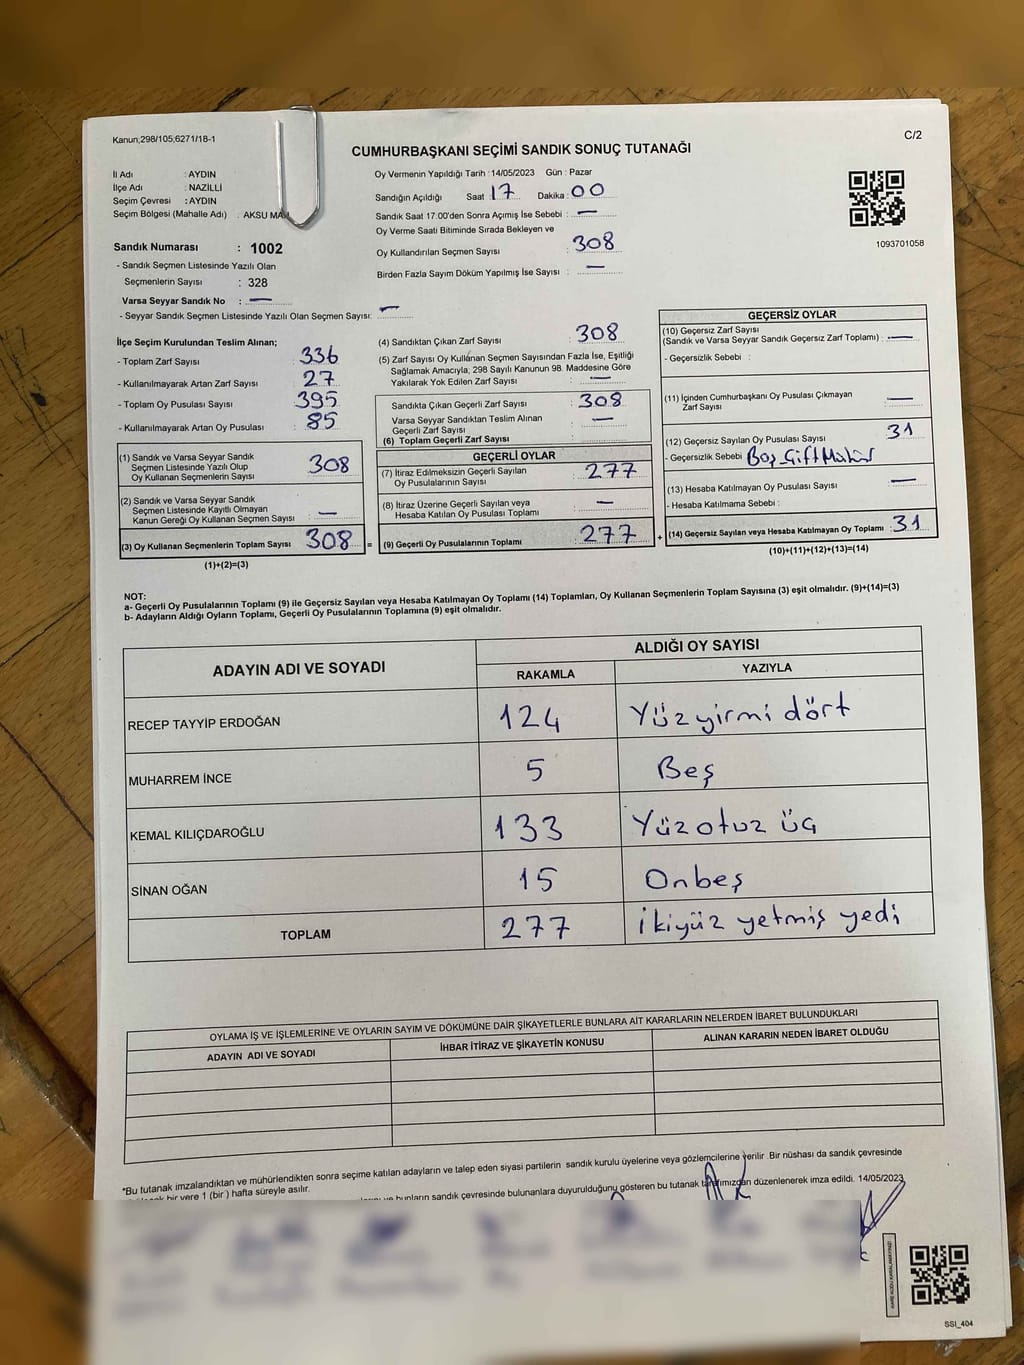 Kanun;298/105,6271/18-1
C/2
CUMHURBAŞKANI SEÇİMİ SANDIK SONUÇ TUTANAĞI
İl Adı : AYDIN
İlçe Adı : NAZİLLİ
Seçim Çevresi : AYDIN
Seçim Bölgesi (Mahalle Adı) : AKSU MAH
Sandık Numarası : 1002
- Sandık Seçmen Listesinde Yazılı Olan
Seçmenlerin Sayısı : 328
Varsa Seyyar Sandık No : —
- Seyyar Sandık Seçmen Listesinde Yazılı Olan Seçmen Sayısı: —
Oy Vermenin Yapıldığı Tarih : 14/05/2023 Gün : Pazar
Sandığın Açıldığı Saat : 17 Dakika : 00
Sandık Saat 17:00'den Sonra Açımış İse Sebebi : —
Oy Verme Saati Bitiminde Sırada Bekleyen ve
Oy Kullandırılan Seçmen Sayısı : 308
Birden Fazla Sayım Döküm Yapılmış İse Sayısı : —
1093701058
İlçe Seçim Kurulundan Teslim Alınan;
- Toplam Zarf Sayısı : 336
- Kullanılmayarak Artan Zarf Sayısı : 27
- Toplam Oy Pusulası Sayısı : 395
- Kullanılmayarak Artan Oy Pusulası : 85
(1) Sandık ve Varsa Seyyar Sandık
Seçmen Listesinde Yazılı Olup
Oy Kullanan Seçmenlerin Sayısı : 308
(2) Sandık ve Varsa Seyyar Sandık
Seçmen Listesinde Kayıtlı Olmayan
Kanun Gereği Oy Kullanan Seçmen Sayısı : —
(3) Oy Kullanan Seçmenlerin Toplam Sayısı : 308 =
(1)+(2)=(3)
(4) Sandıktan Çıkan Zarf Sayısı : 308
(5) Zarf Sayısı Oy Kullanan Seçmen Sayısından Fazla İse, Eşitliği
Sağlamak Amacıyla, 298 Sayılı Kanunun 98. Maddesine Göre
Yakılarak Yok Edilen Zarf Sayısı : —
Sandıkta Çıkan Geçerli Zarf Sayısı : 308
Varsa Seyyar Sandıktan Teslim Alınan
Geçerli Zarf Sayısı : —
(6) Toplam Geçerli Zarf Sayısı :
GEÇERLİ OYLAR
(7) İtiraz Edilmeksizin Geçerli Sayılan
Oy Pusulalarının Sayısı : 277
(8) İtiraz Üzerine Geçerli Sayılan veya
Hesaba Katılan Oy Pusulası Toplamı : —
(9) Geçerli Oy Pusulalarının Toplamı : 277 +
GEÇERSİZ OYLAR
(10) Geçersiz Zarf Sayısı
(Sandık ve Varsa Seyyar Sandık Geçersiz Zarf Toplamı) : —
- Geçersizlik Sebebi :
(11) İçinden Cumhurbaşkanı Oy Pusulası Çıkmayan
Zarf Sayısı : —
(12) Geçersiz Sayılan Oy Pusulası Sayısı : 31
- Geçersizlik Sebebi : Boş, Çift Mühür
(13) Hesaba Katılmayan Oy Pusulası Sayısı : —
- Hesaba Katılmama Sebebi :
(14) Geçersiz Sayılan veya Hesaba Katılmayan Oy Toplamı : 31
(10)+(11)+(12)+(13)=(14)
NOT:
a- Geçerli Oy Pusulalarının Toplamı (9) ile Geçersiz Sayılan veya Hesaba Katılmayan Oy Toplamı (14) Toplamları, Oy Kullanan Seçmenlerin Toplam Sayısına (3) eşit olmalıdır. (9)+(14)=(3)
b- Adayların Aldığı Oyların Toplamı, Geçerli Oy Pusulalarının Toplamına (9) eşit olmalıdır.
ADAYIN ADI VE SOYADI
ALDIĞI OY SAYISI
RAKAMLA YAZIYLA
RECEP TAYYİP ERDOĞAN 124 Yüzyirmi dört
MUHARREM İNCE 5 Beş
KEMAL KILIÇDAROĞLU 133 Yüzotuz üç
SİNAN OĞAN 15 Onbeş
TOPLAM 277 ikiyüz yetmiş yedi
OYLAMA İŞ VE İŞLEMLERİNE VE OYLARIN SAYIM VE DÖKÜMÜNE DAİR ŞİKAYETLERLE BUNLARA AİT KARARLARIN NELERDEN İBARET BULUNDUKLARI
ADAYIN ADI VE SOYADI İHBAR İTİRAZ VE ŞİKAYETİN KONUSU ALINAN KARARIN NEDEN İBARET OLDUĞU
*Bu tutanak imzalandıktan ve mühürlendikten sonra seçime katılan adayların ve talep eden siyasi partilerin sandık kurulu üyelerine veya gözlemcilerine verilir. Bir nüshası da sandık çevresinde
bir yere 1 (bir) hafta süreyle asılır.
ve bunların sandık çevresinde bulunanlara duyurulduğunu gösteren bu tutanak tarafımızdan düzenlenerek imza edildi. 14/05/2023
SSI_404